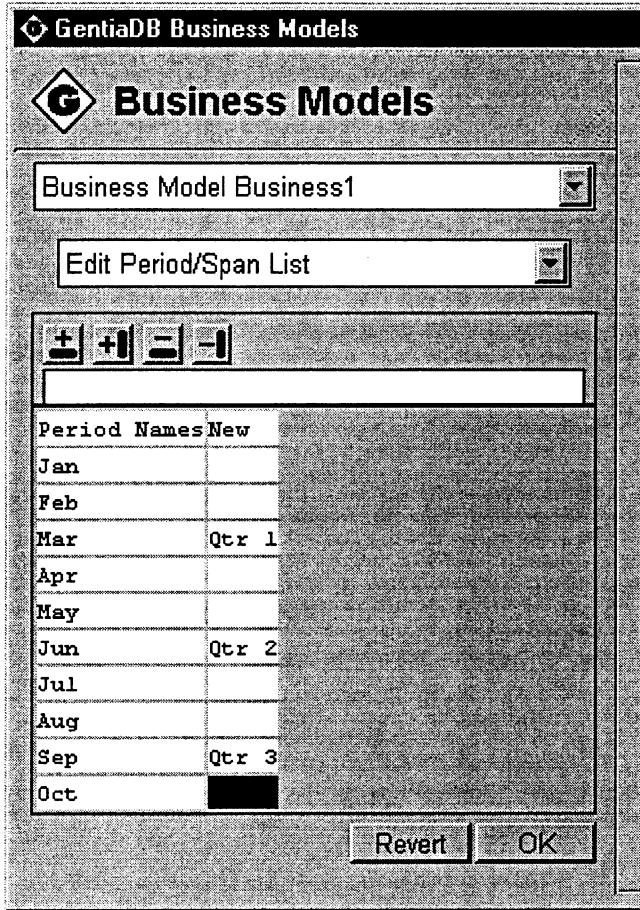 GentiaDB Business Models
G Business Models
Business Model Business1
Edit Period/Span List
Period Names New
Jan
Feb
Mar Qtr 1
Apr
May
Jun Qtr 2
Jul
Aug
Sep Qtr 3
Oct
Revert OK